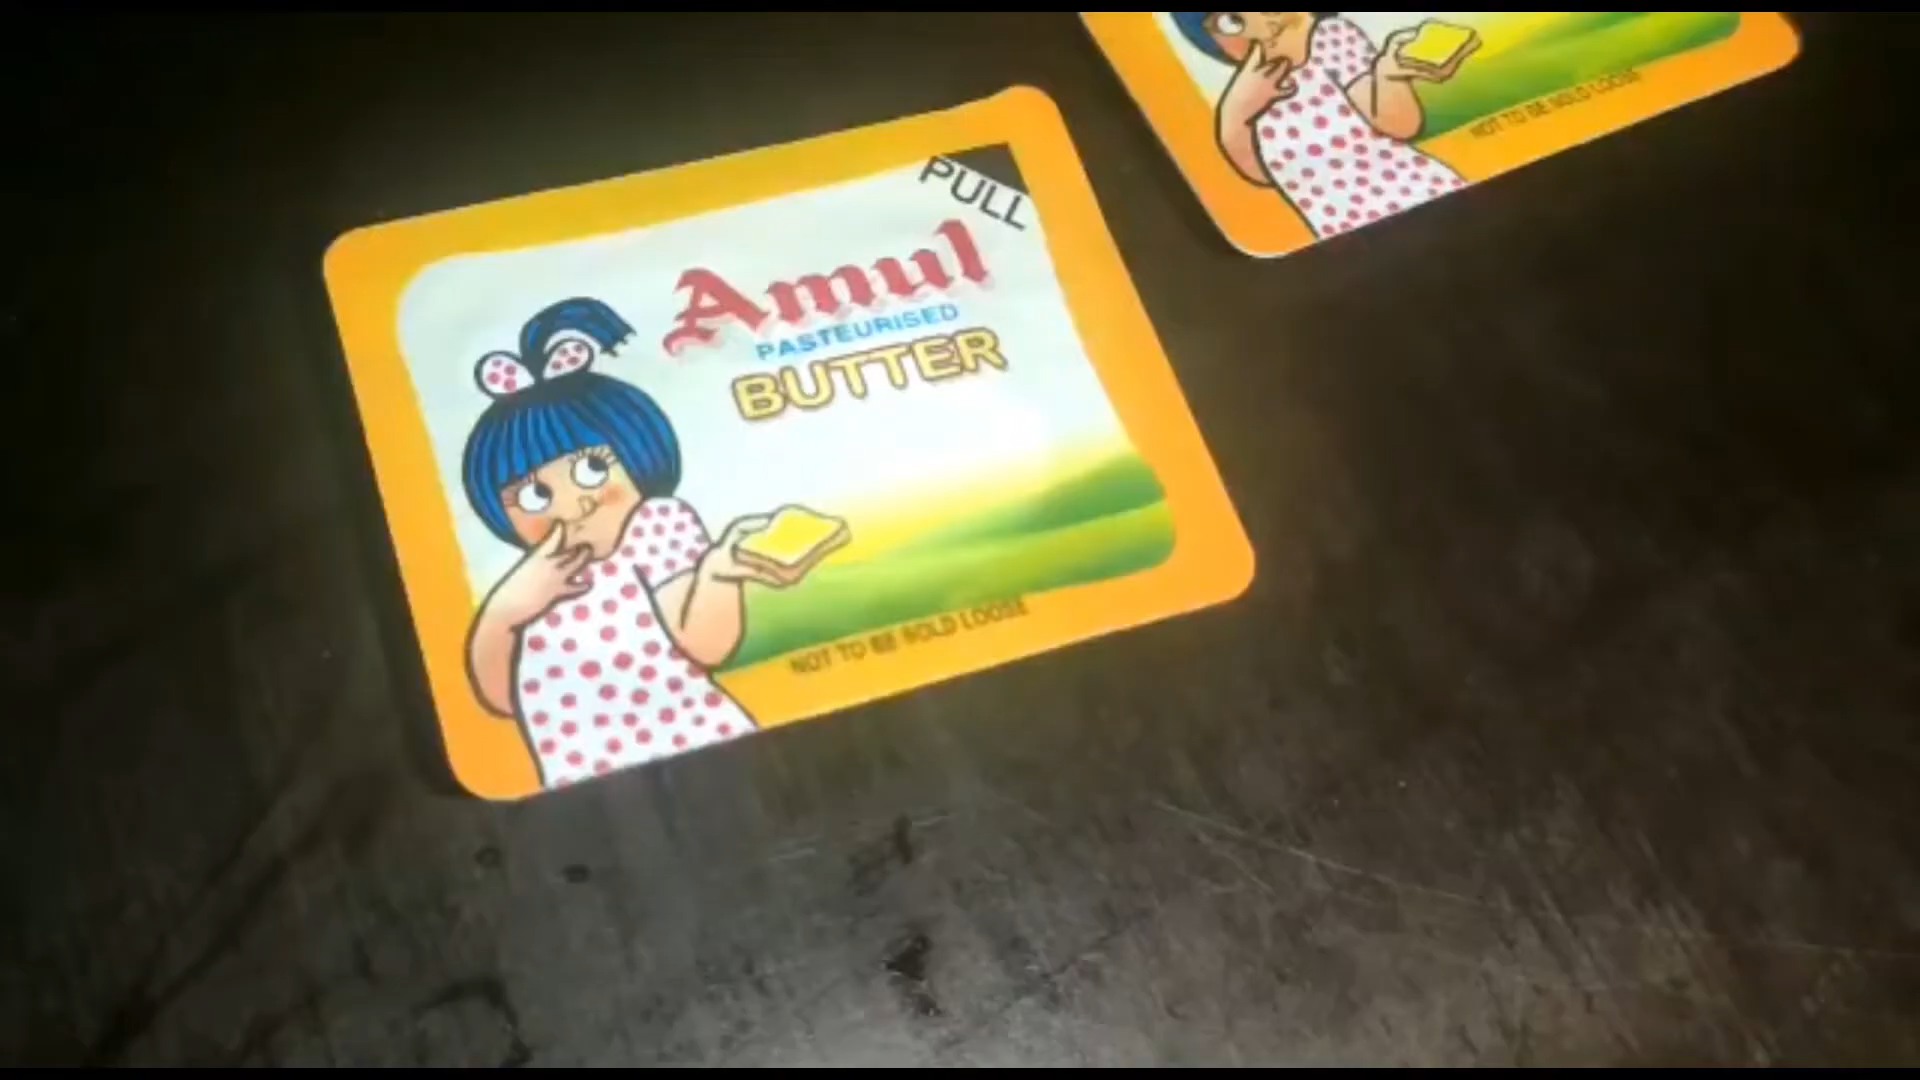 PULL
Amul
PASTEURISED
BUTTER
NOT TO BE SOLD LOOSE
NOT TO BE SOLD LOOSE